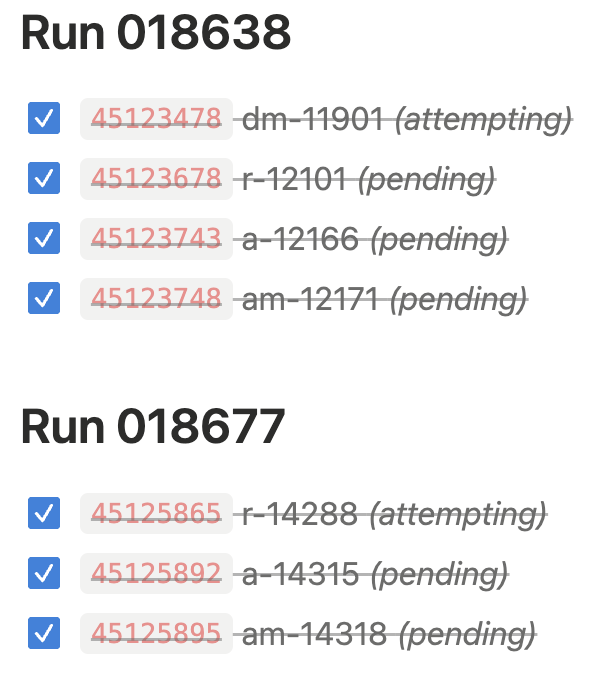 Run 018638
45123478 dm-11901 (attempting)
45123678 r-12101 (pending)
45123743 a-12166 (pending)
45123748 am-12171 (pending)
Run 018677
45125865 r-14288 (attempting)
45125892 a-14315 (pending)
45125895 am-14318 (pending)